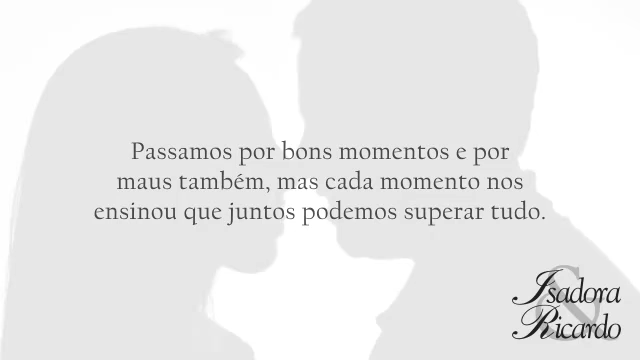 Passamos por bons momentos e por
maus também, mas cada momento nos
ensinou que juntos podemos superar tudo.
Isadora
&
Ricardo